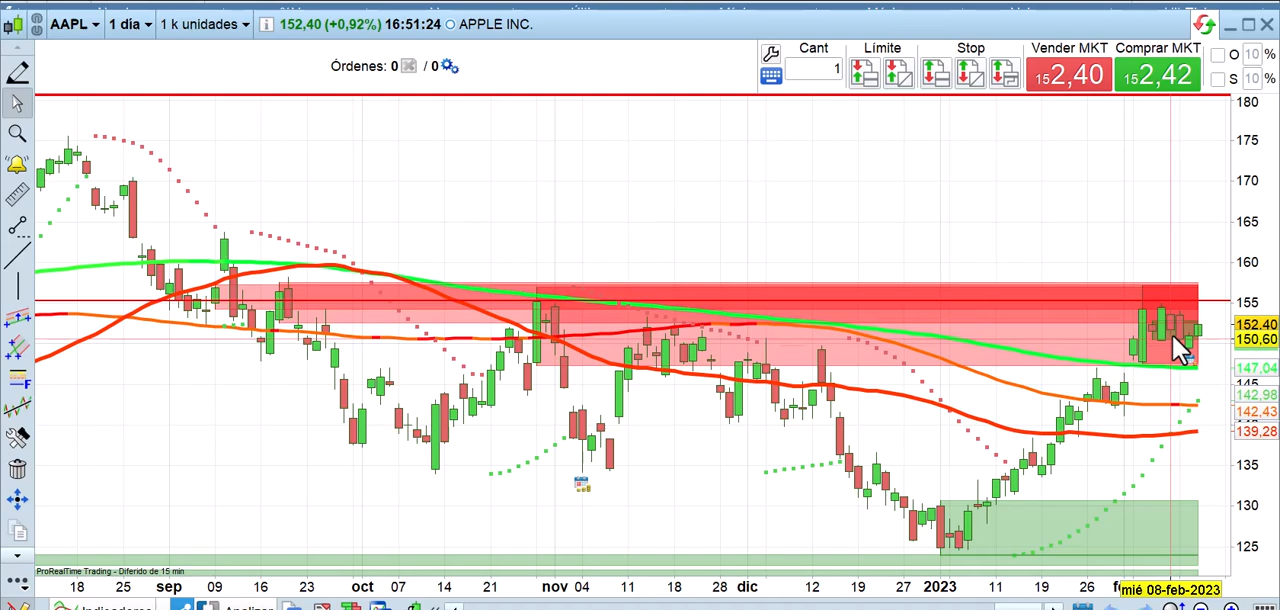 AAPL 1 día 1 k unidades 152,40 (+0,92%) 16:51:24 APPLE INC.
Órdenes: 0 / 0
Cant Límite Stop Vender MKT Comprar MKT
1 152,40 152,42
O 10 %
S 10 %
180
175
170
165
160
155
152.40
150,60
147,04
145
142,98
142,43
139,28
135
130
125
ProRealTime Trading - Diferido de 15 min
18 25 sep 09 16 27 oct 07 14 21 nov 04 11 18 28 dic 12 19 27 2023 11 19 26 mié 08-feb-2023
Indicadores Analizar